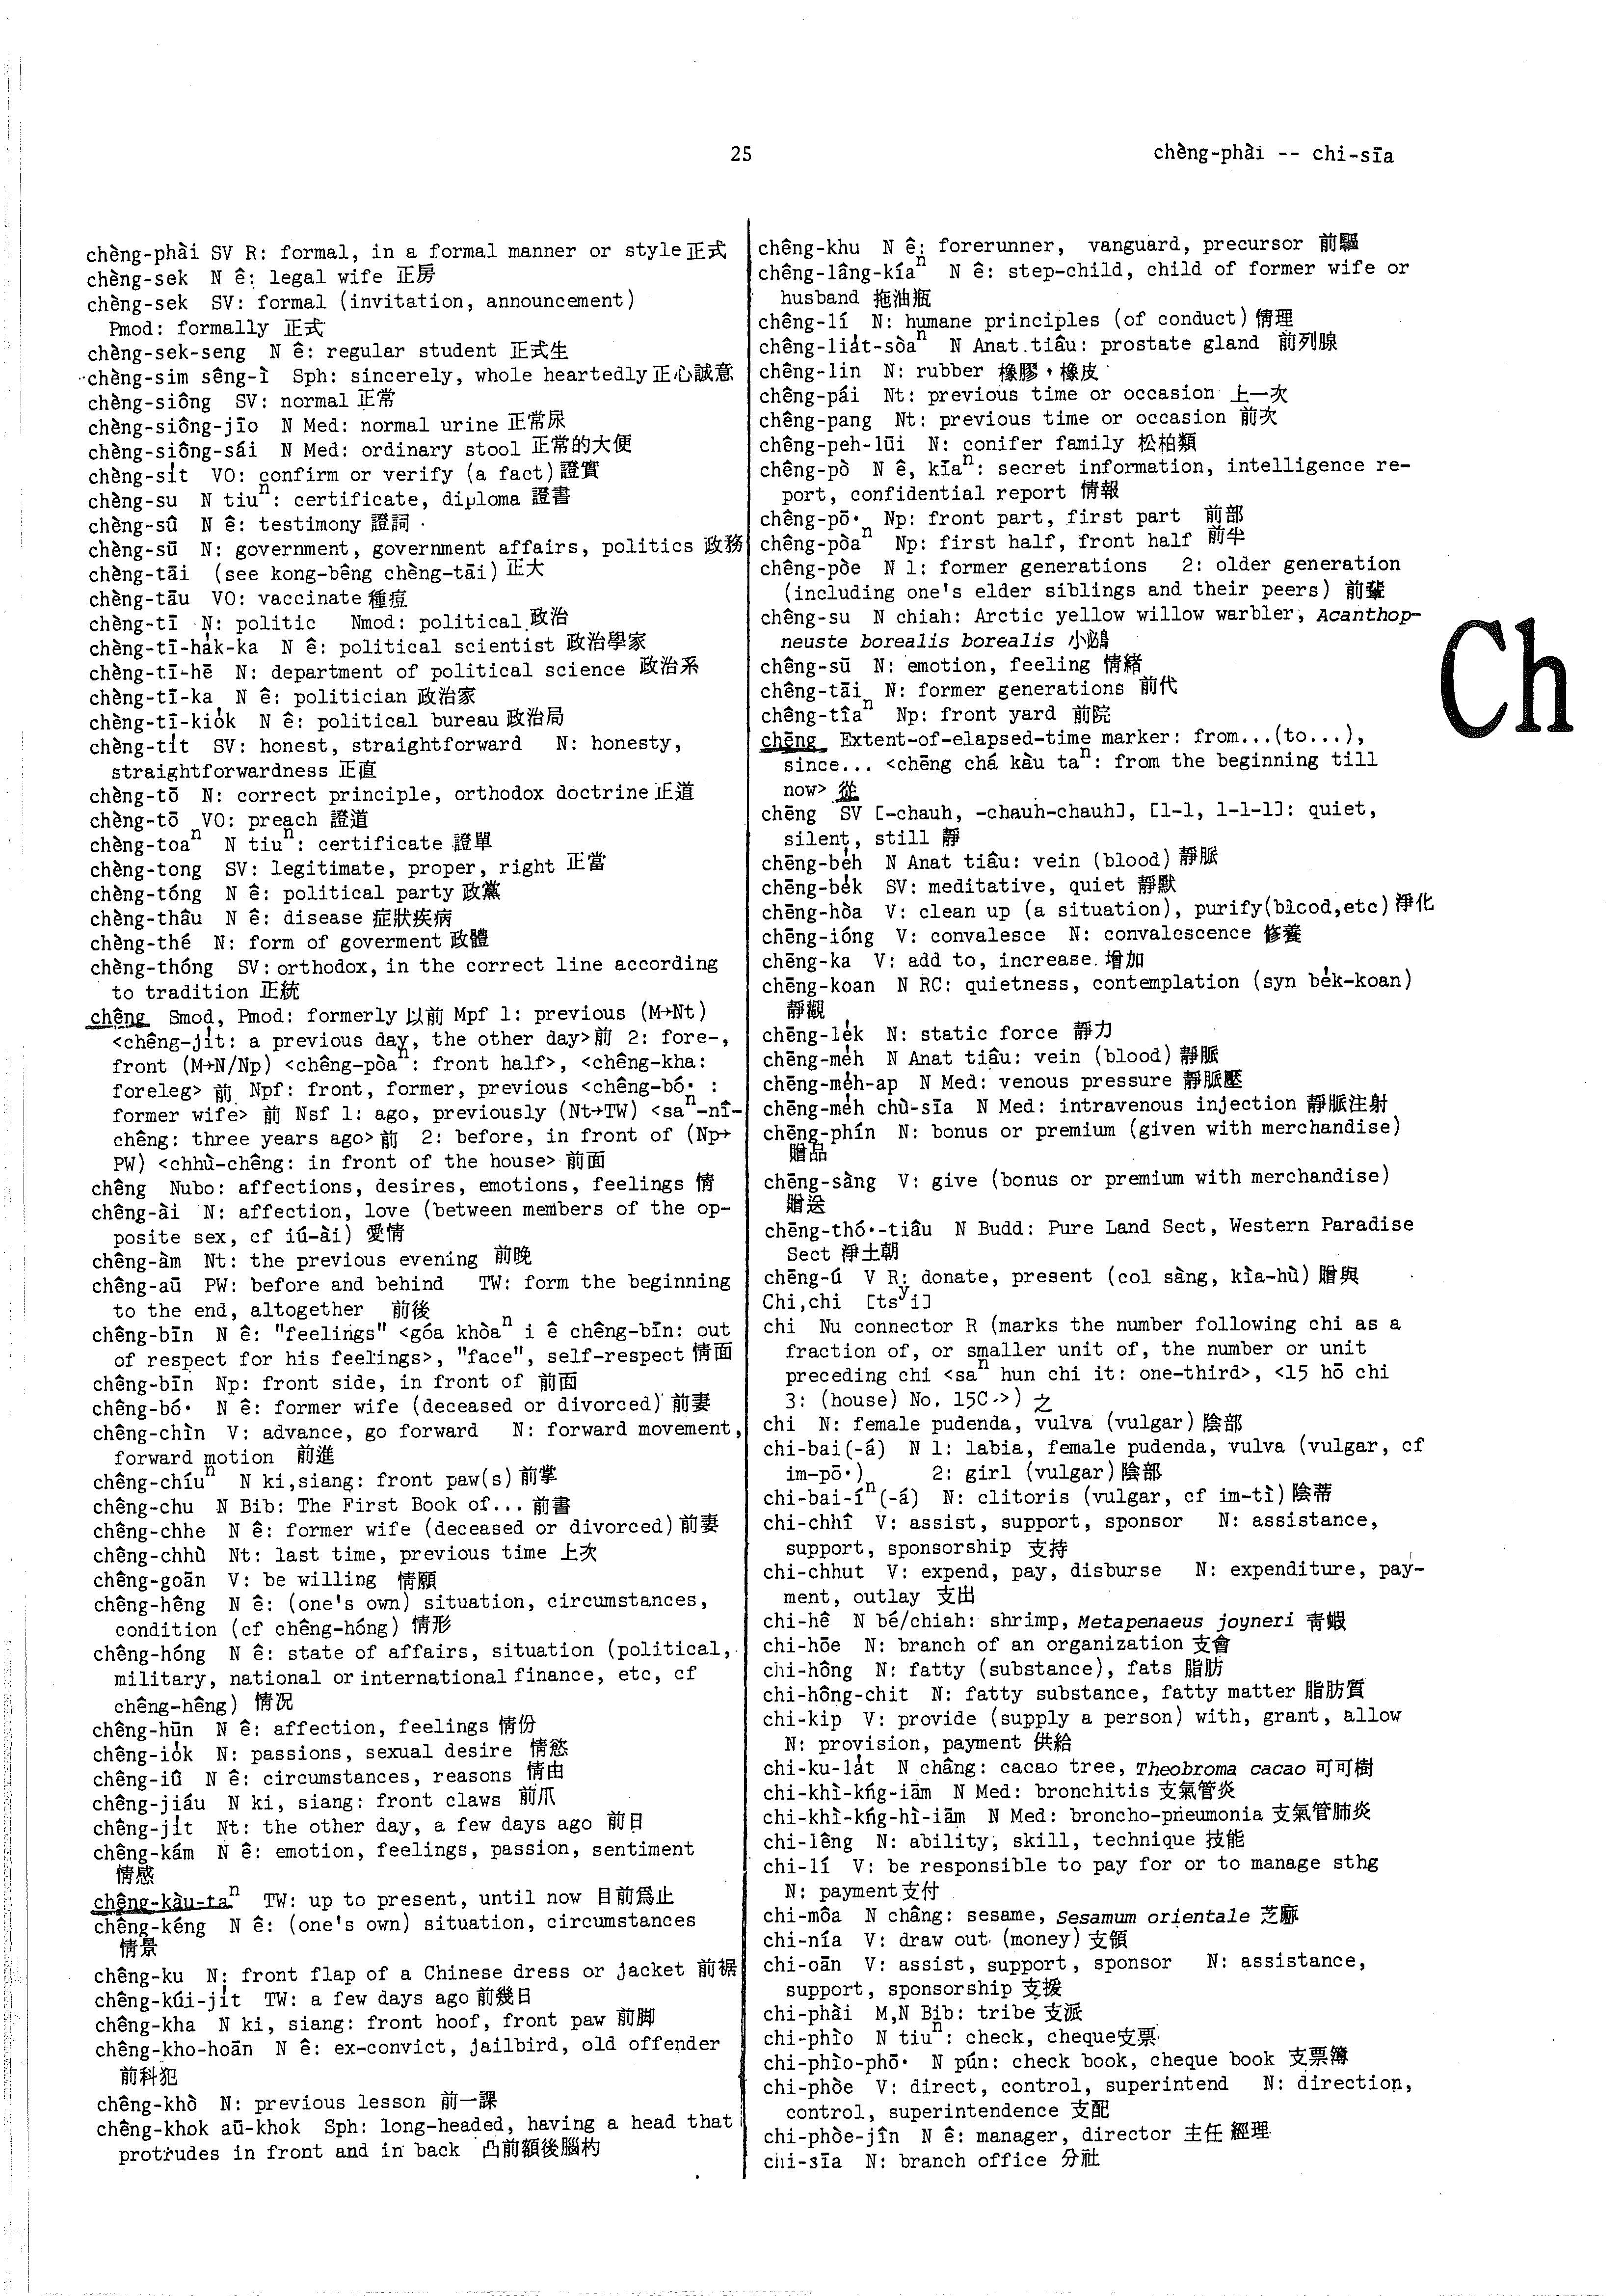 25
chèng-phài -- chi-sīa
chèng-phài SV R: formal, in a formal manner or style 正式
chèng-sek N ê: legal wife 正房
chèng-sek SV: formal (invitation, announcement)
Pmod: formally 正式
chèng-sek-seng N ê: regular student 正式生
chèng-sim sêng-ì Sph: sincerely, whole heartedly 正心誠意
chèng-siông SV: normal 正常
chèng-siông-jīo N Med: normal urine 正常尿
chèng-siông-sái N Med: ordinary stool 正常的大便
chèng-si̍t VO: confirm or verify (a fact) 證實
chèng-su N tiuⁿ: certificate, diploma 證書
chèng-sû N ê: testimony 證詞
chèng-sū N: government, government affairs, politics 政務
chèng-tāi (see kong-bêng chèng-tāi) 正大
chèng-tāu VO: vaccinate 種痘
chèng-tī N: politic Nmod: political 政治
chèng-tī-ha̍k-ka N ê: political scientist 政治學家
chèng-tī-hē N: department of political science 政治系
chèng-tī-ka N ê: politician 政治家
chèng-tī-kio̍k N ê: political bureau 政治局
chèng-ti̍t SV: honest, straightforward N: honesty,
straightforwardness 正直
chèng-tō N: correct principle, orthodox doctrine 正道
chèng-tō VO: preach 證道
chèng-toaⁿ N tiuⁿ: certificate 證單
chèng-tong SV: legitimate, proper, right 正當
chèng-tóng N ê: political party 政黨
chèng-thâu N ê: disease 症狀疾病
chèng-thé N: form of goverment 政體
chèng-thóng SV: orthodox, in the correct line according
to tradition 正統
chêng Smod, Pmod: formerly 以前 Mpf 1: previous (M→Nt)
<chêng-ji̍t: a previous day, the other day> 前 2: fore-,
front (M→N/Np) <chêng-pòaⁿ: front half>, <chêng-kha:
foreleg> 前 Npf: front, former, previous <chêng-bó· :
former wife> 前 Nsf 1: ago, previously (Nt→TW) <saⁿ-nî-
chêng: three years ago> 前 2: before, in front of (Np→
PW) <chhù-chêng: in front of the house> 前面
chêng Nubo: affections, desires, emotions, feelings 情
chêng-ài N: affection, love (between members of the op-
posite sex, cf iú-ài) 愛情
chêng-àm Nt: the previous evening 前晚
chêng-aū PW: before and behind TW: form the beginning
to the end, altogether 前後
chêng-bīn N ê: "feelings" <góa khòaⁿ i ê chêng-bīn: out
of respect for his feelings>, "face", self-respect 情面
chêng-bīn Np: front side, in front of 前面
chêng-bó· N ê: former wife (deceased or divorced) 前妻
chêng-chìn V: advance, go forward N: forward movement,
forward motion 前進
chêng-chíuⁿ N ki,siang: front paw(s) 前掌
chêng-chu N Bib: The First Book of... 前書
chêng-chhe N ê: former wife (deceased or divorced) 前妻
chêng-chhù Nt: last time, previous time 上次
chêng-goān V: be willing 情願
chêng-hêng N ê: (one's own) situation, circumstances,
condition (cf chêng-hóng) 情形
chêng-hóng N ê: state of affairs, situation (political,
military, national or international finance, etc, cf
chêng-hêng) 情况
chêng-hūn N ê: affection, feelings 情份
chêng-io̍k N: passions, sexual desire 情慾
chêng-iû N ê: circumstances, reasons 情由
chêng-jiáu N ki, siang: front claws 前爪
chêng-ji̍t Nt: the other day, a few days ago 前日
chêng-kám N ê: emotion, feelings, passion, sentiment
情感
chêng-kàu-taⁿ TW: up to present, until now 目前爲止
chêng-kéng N ê: (one's own) situation, circumstances
情景
chêng-ku N: front flap of a Chinese dress or jacket 前裾
chêng-kúi-ji̍t TW: a few days ago 前幾日
chêng-kha N ki, siang: front hoof, front paw 前脚
chêng-kho-hoān N ê: ex-convict, jailbird, old offender
前科犯
chêng-khò N: previous lesson 前一課
chêng-khok aū-khok Sph: long-headed, having a head that
protrudes in front and in back 凸前額後腦杓
chêng-khu N ê: forerunner, vanguard, precursor 前驅
chêng-lâng-kíaⁿ N ê: step-child, child of former wife or
husband 拖油瓶
chêng-lí N: humane principles (of conduct) 情理
chêng-lia̍t-sòaⁿ N Anat tiâu: prostate gland 前列腺
chêng-lin N: rubber 橡膠，橡皮
chêng-pái Nt: previous time or occasion 上一次
chêng-pang Nt: previous time or occasion 前次
chêng-peh-lūi N: conifer family 松柏類
chêng-pò N ê, kīaⁿ: secret information, intelligence re-
port, confidential report 情報
chêng-pō· Np: front part, first part 前部
chêng-pòaⁿ Np: first half, front half 前半
chêng-pòe N 1: former generations 2: older generation
(including one's elder siblings and their peers) 前輩
chêng-su N chiah: Arctic yellow willow warbler, Acanthop-
neuste borealis borealis
chêng-sū N: emotion, feeling 情緒
chêng-tāi N: former generations 前代
chêng-tîaⁿ Np: front yard 前院
chēng Extent-of-elapsed-time marker: from...(to...),
since... <chēng chá kàu taⁿ: from the beginning till
now> 從
chēng SV [-chauh, -chauh-chauh], [1-1, 1-1-1]: quiet,
silent, still 靜
chēng-be̍h N Anat tiâu: vein (blood) 靜脈
chēng-be̍k SV: meditative, quiet 靜默
chēng-hòa V: clean up (a situation), purify(blood,etc) 淨化
chēng-ióng V: convalesce N: convalescence 修養
chēng-ka V: add to, increase 增加
chēng-koan N RC: quietness, contemplation (syn be̍k-koan)
靜觀
chēng-le̍k N: static force 靜力
chēng-me̍h N Anat tiâu: vein (blood) 靜脈
chēng-me̍h-ap N Med: venous pressure 靜脈壓
chēng-me̍h chù-sīa N Med: intravenous injection 靜脈注射
chēng-phín N: bonus or premium (given with merchandise)
贈品
chēng-sàng V: give (bonus or premium with merchandise)
贈送
chēng-thó·-tiâu N Budd: Pure Land Sect, Western Paradise
Sect 淨土朝
chēng-ú V R: donate, present (col sàng, kīa-hù) 贈與
Chi,chi [tsʸi]
chi Nu connector R (marks the number following chi as a
fraction of, or smaller unit of, the number or unit
preceding chi <saⁿ hun chi it: one-third>, <15 hō chi
3: (house) No. 15C->) 之
chi N: female pudenda, vulva (vulgar) 陰部
chi-bai(-á) N 1: labia, female pudenda, vulva (vulgar, cf
im-pō·) 2: girl (vulgar) 陰部
chi-bai-íⁿ(-á) N: clitoris (vulgar, cf im-tì) 陰蒂
chi-chhî V: assist, support, sponsor N: assistance,
support, sponsorship 支持
chi-chhut V: expend, pay, disburse N: expenditure, pay-
ment, outlay 支出
chi-hê N bé/chiah: shrimp, Metapenaeus joyneri 青蝦
chi-hōe N: branch of an organization 支會
chi-hông N: fatty (substance), fats 脂肪
chi-hông-chit N: fatty substance, fatty matter 脂肪質
chi-kip V: provide (supply a person) with, grant, allow
N: provision, payment 供給
chi-ku-la̍t N châng: cacao tree, Theobroma cacao 可可樹
chi-khì-kńg-iām N Med: bronchitis 支氣管炎
chi-khì-kńg-hì-iām N Med: broncho-pneumonia 支氣管肺炎
chi-lêng N: ability, skill, technique 技能
chi-lí V: be responsible to pay for or to manage sthg
N: payment 支付
chi-môa N châng: sesame, Sesamum orientale 芝麻
chi-nía V: draw out (money) 支領
chi-oān V: assist, support, sponsor N: assistance,
support, sponsorship 支援
chi-phài M,N Bib: tribe 支派
chi-phìo N tiuⁿ: check, cheque 支票
chi-phìo-phō· N pún: check book, cheque book 支票簿
chi-phòe V: direct, control, superintend N: direction,
control, superintendence 支配
chi-phòe-jîn N ê: manager, director 主任 經理
chi-sīa N: branch office 分社
Ch